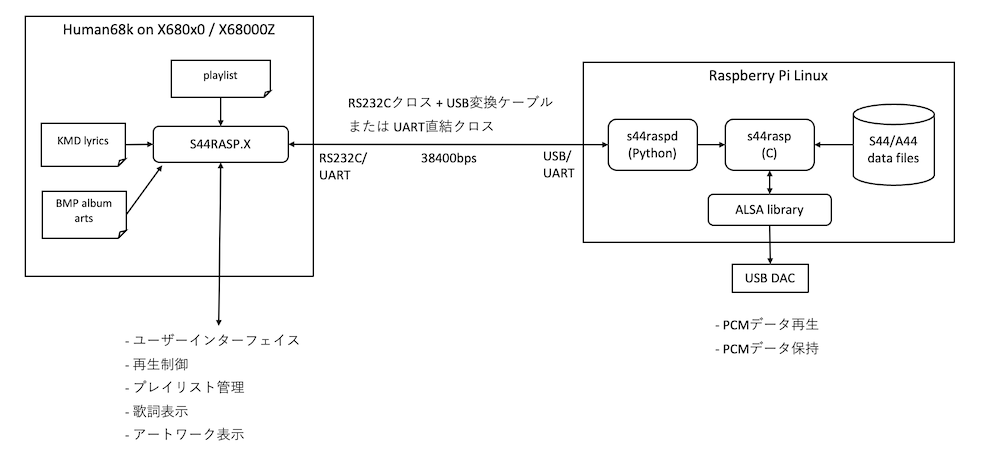 Human68k on X680x0 / X68000Z
playlist
KMD lyrics
S44RASP.X
BMP album
arts
RS232Cクロス + USB変換ケーブル
または UART直結クロス
RS232C/
UART
38400bps
USB/
UART
Raspberry Pi Linux
s44raspd
(Python)
s44rasp
(C)
S44/A44
data files
ALSA library
USB DAC
- PCMデータ再生
- PCMデータ保持
- ユーザーインターフェイス
- 再生制御
- プレイリスト管理
- 歌詞表示
- アートワーク表示